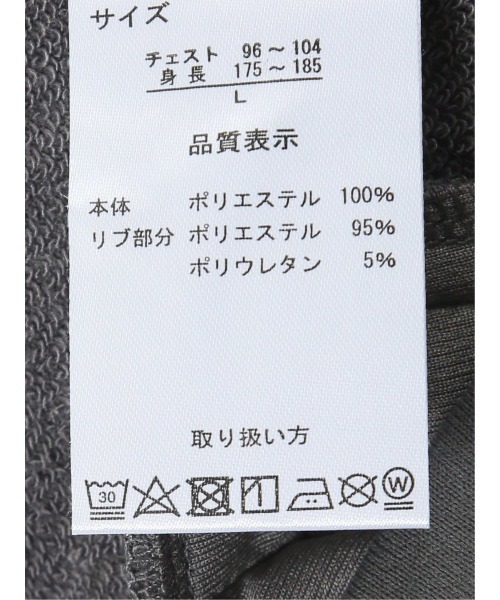 サイズ
チェスト 96～104
身長 175～185
L
品質表示
本体 ポリエステル 100%
リブ部分 ポリエステル 95%
ポリウレタン 5%
取り扱い方
30 W